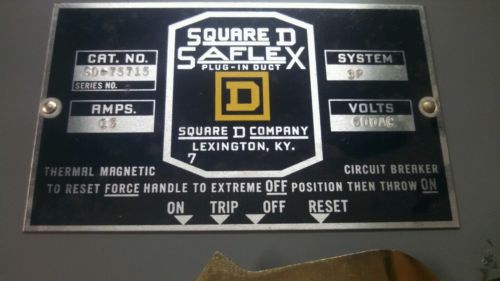 SQUARE D
SAFLEX
PLUG-IN DUCT
D
SQUARE D COMPANY
LEXINGTON, KY.
7
CAT. NO.
SERIES NO.
AMPS.
15
SYSTEM
3P
VOLTS
600AC
THERMAL MAGNETIC CIRCUIT BREAKER
TO RESET FORCE HANDLE TO EXTREME OFF POSITION THEN THROW ON
ON TRIP OFF RESET